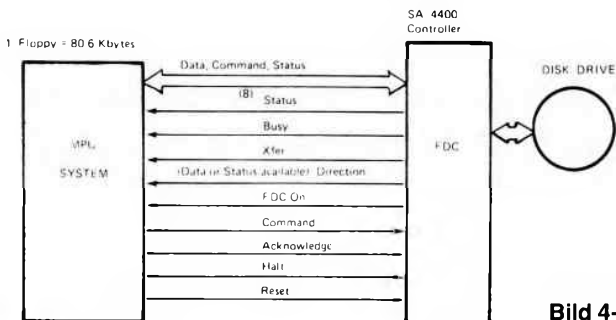 SA 4400
Controller
1 Floppy = 80.6 Kbytes
DISK DRIVE
Data, Command, Status
(8)
Status
Busy
MPU
SYSTEM
Xfer
FDC
(Data or Status available) Direction
FDC On
Command
Acknowledge
Halt
Reset
Bild 4-